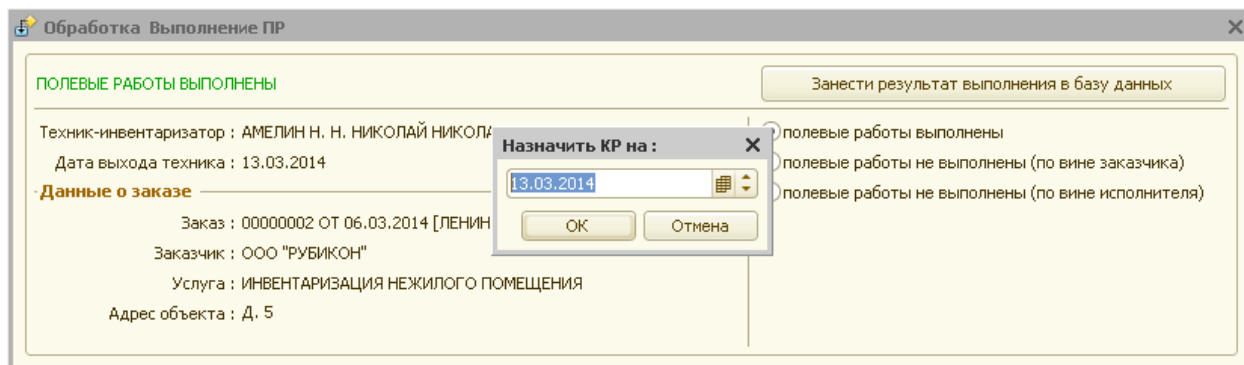 Обработка Выполнение ПР
ПОЛЕВЫЕ РАБОТЫ ВЫПОЛНЕНЫ
Занести результат выполнения в базу данных
Техник-инвентаризатор : АМЕЛИН Н. Н. НИКОЛАЙ НИКОЛА
Дата выхода техника : 13.03.2014
Данные о заказе
Заказ : 00000002 ОТ 06.03.2014 [ЛЕНИН
Заказчик : ООО "РУБИКОН"
Услуга : ИНВЕНТАРИЗАЦИЯ НЕЖИЛОГО ПОМЕЩЕНИЯ
Адрес объекта : Д. 5
Назначить КР на :
13.03.2014
ОК
Отмена
полевые работы выполнены
полевые работы не выполнены (по вине заказчика)
полевые работы не выполнены (по вине исполнителя)